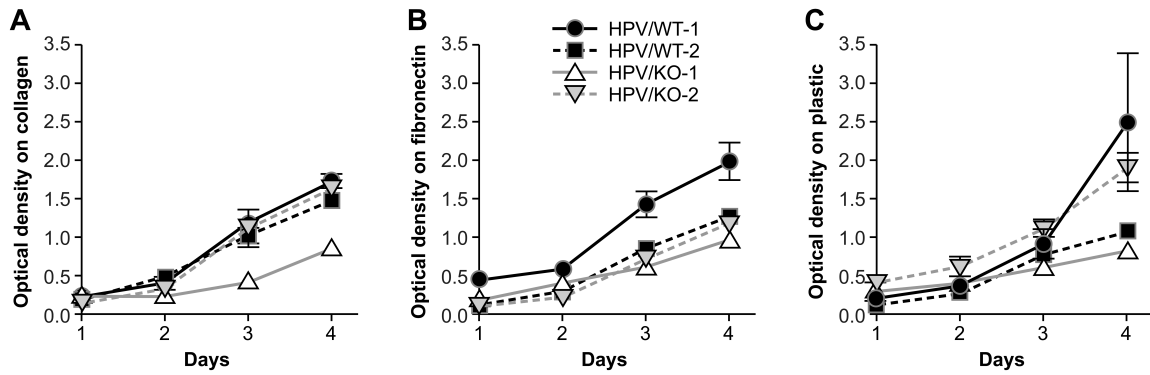 A
Optical density on collagen
3.5
3.0
2.5
2.0
1.5
1.0
0.5
0.0
1 2 3 4
Days
B
HPV/WT-1
HPV/WT-2
HPV/KO-1
HPV/KO-2
Optical density on fibronectin
3.5
3.0
2.5
2.0
1.5
1.0
0.5
0.0
1 2 3 4
Days
C
Optical density on plastic
3.5
3.0
2.5
2.0
1.5
1.0
0.5
0.0
1 2 3 4
Days